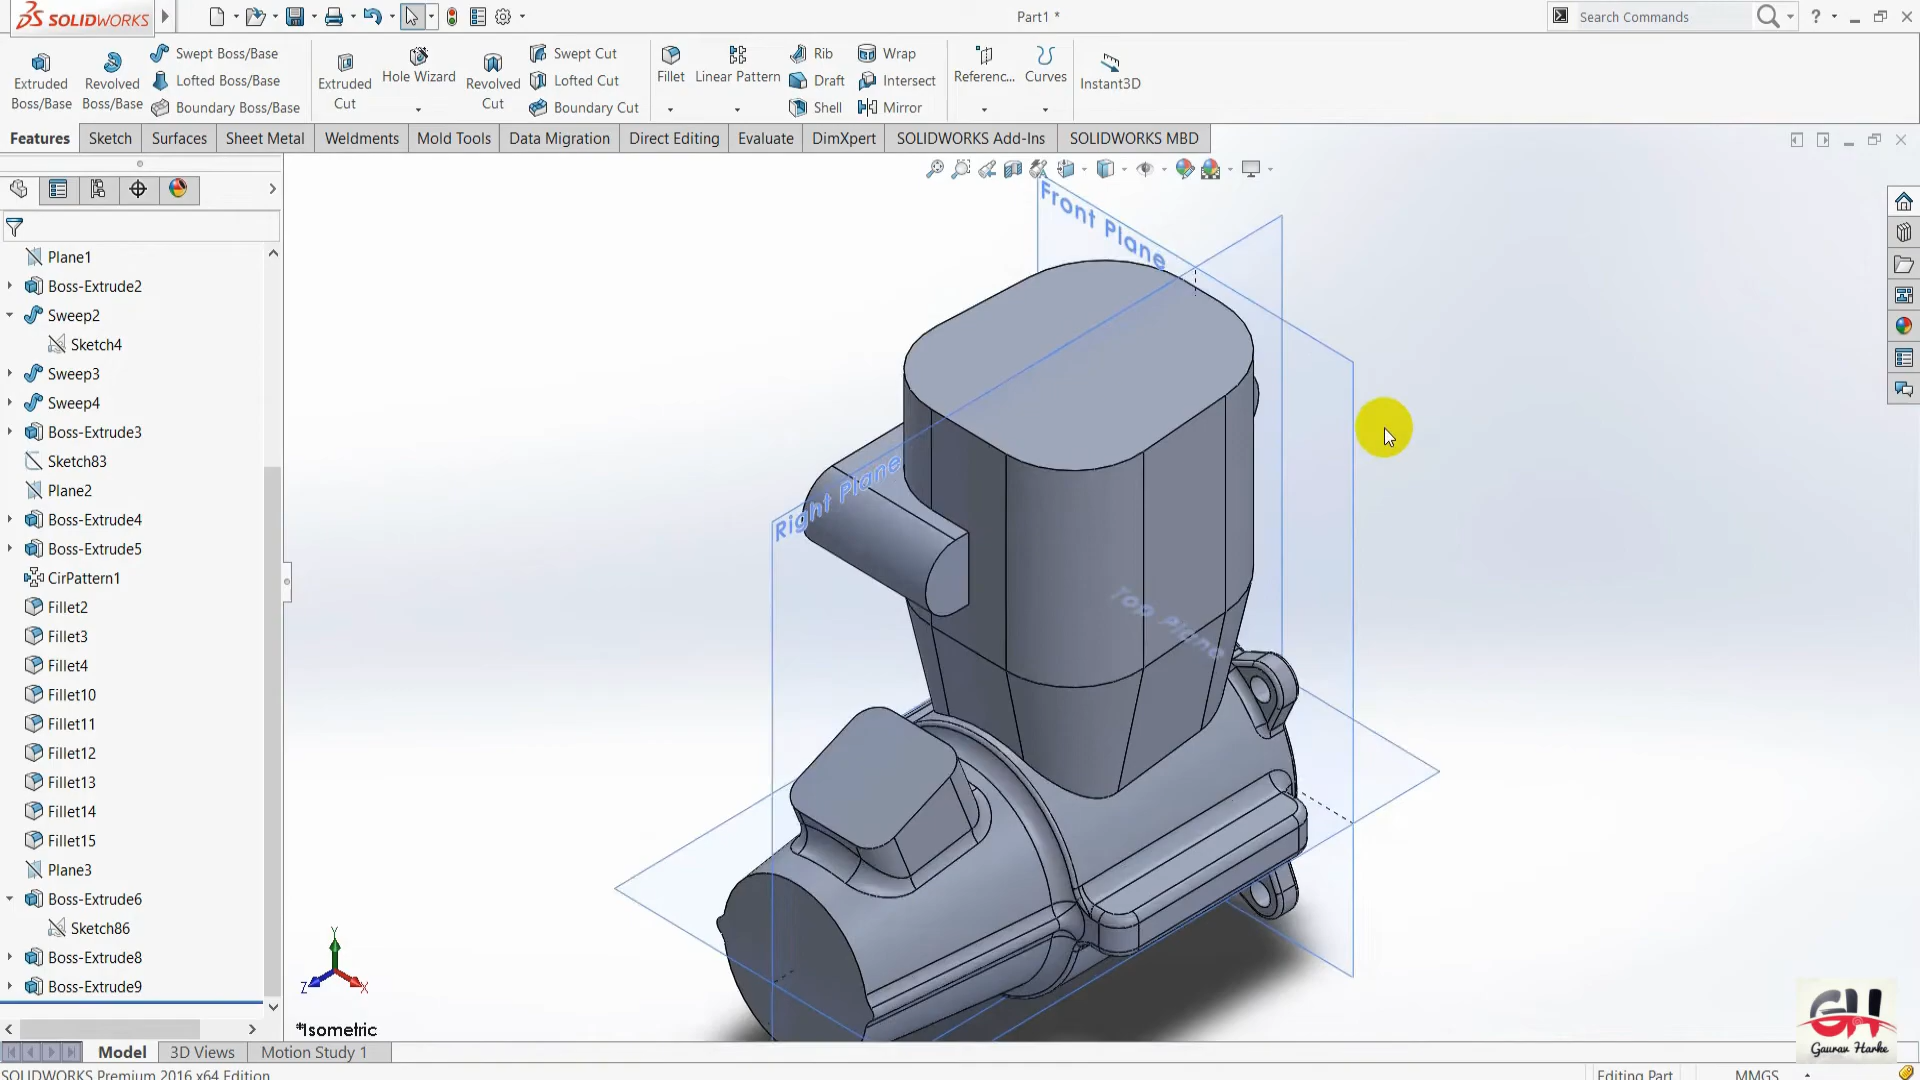 SOLIDWORKS
Part1 *
Search Commands
Extruded Boss/Base
Revolved Boss/Base
Swept Boss/Base
Lofted Boss/Base
Boundary Boss/Base
Extruded Cut
Hole Wizard
Revolved Cut
Swept Cut
Lofted Cut
Boundary Cut
Fillet
Linear Pattern
Rib
Draft
Shell
Wrap
Intersect
Mirror
Referenc...
Curves
Instant3D
Features
Sketch
Surfaces
Sheet Metal
Weldments
Mold Tools
Data Migration
Direct Editing
Evaluate
DimXpert
SOLIDWORKS Add-Ins
SOLIDWORKS MBD
Plane1
Boss-Extrude2
Sweep2
Sketch4
Sweep3
Sweep4
Boss-Extrude3
Sketch83
Plane2
Boss-Extrude4
Boss-Extrude5
CirPattern1
Fillet2
Fillet3
Fillet4
Fillet10
Fillet11
Fillet12
Fillet13
Fillet14
Fillet15
Plane3
Boss-Extrude6
Sketch86
Boss-Extrude8
Boss-Extrude9
Front Plane
Right Plane
Top Plane
Y
Z
X
*Isometric
GH
Gaurav Harke
Model
3D Views
Motion Study 1
SOLIDWORKS Premium 2016 x64 Edition
Editing Part
MMGS